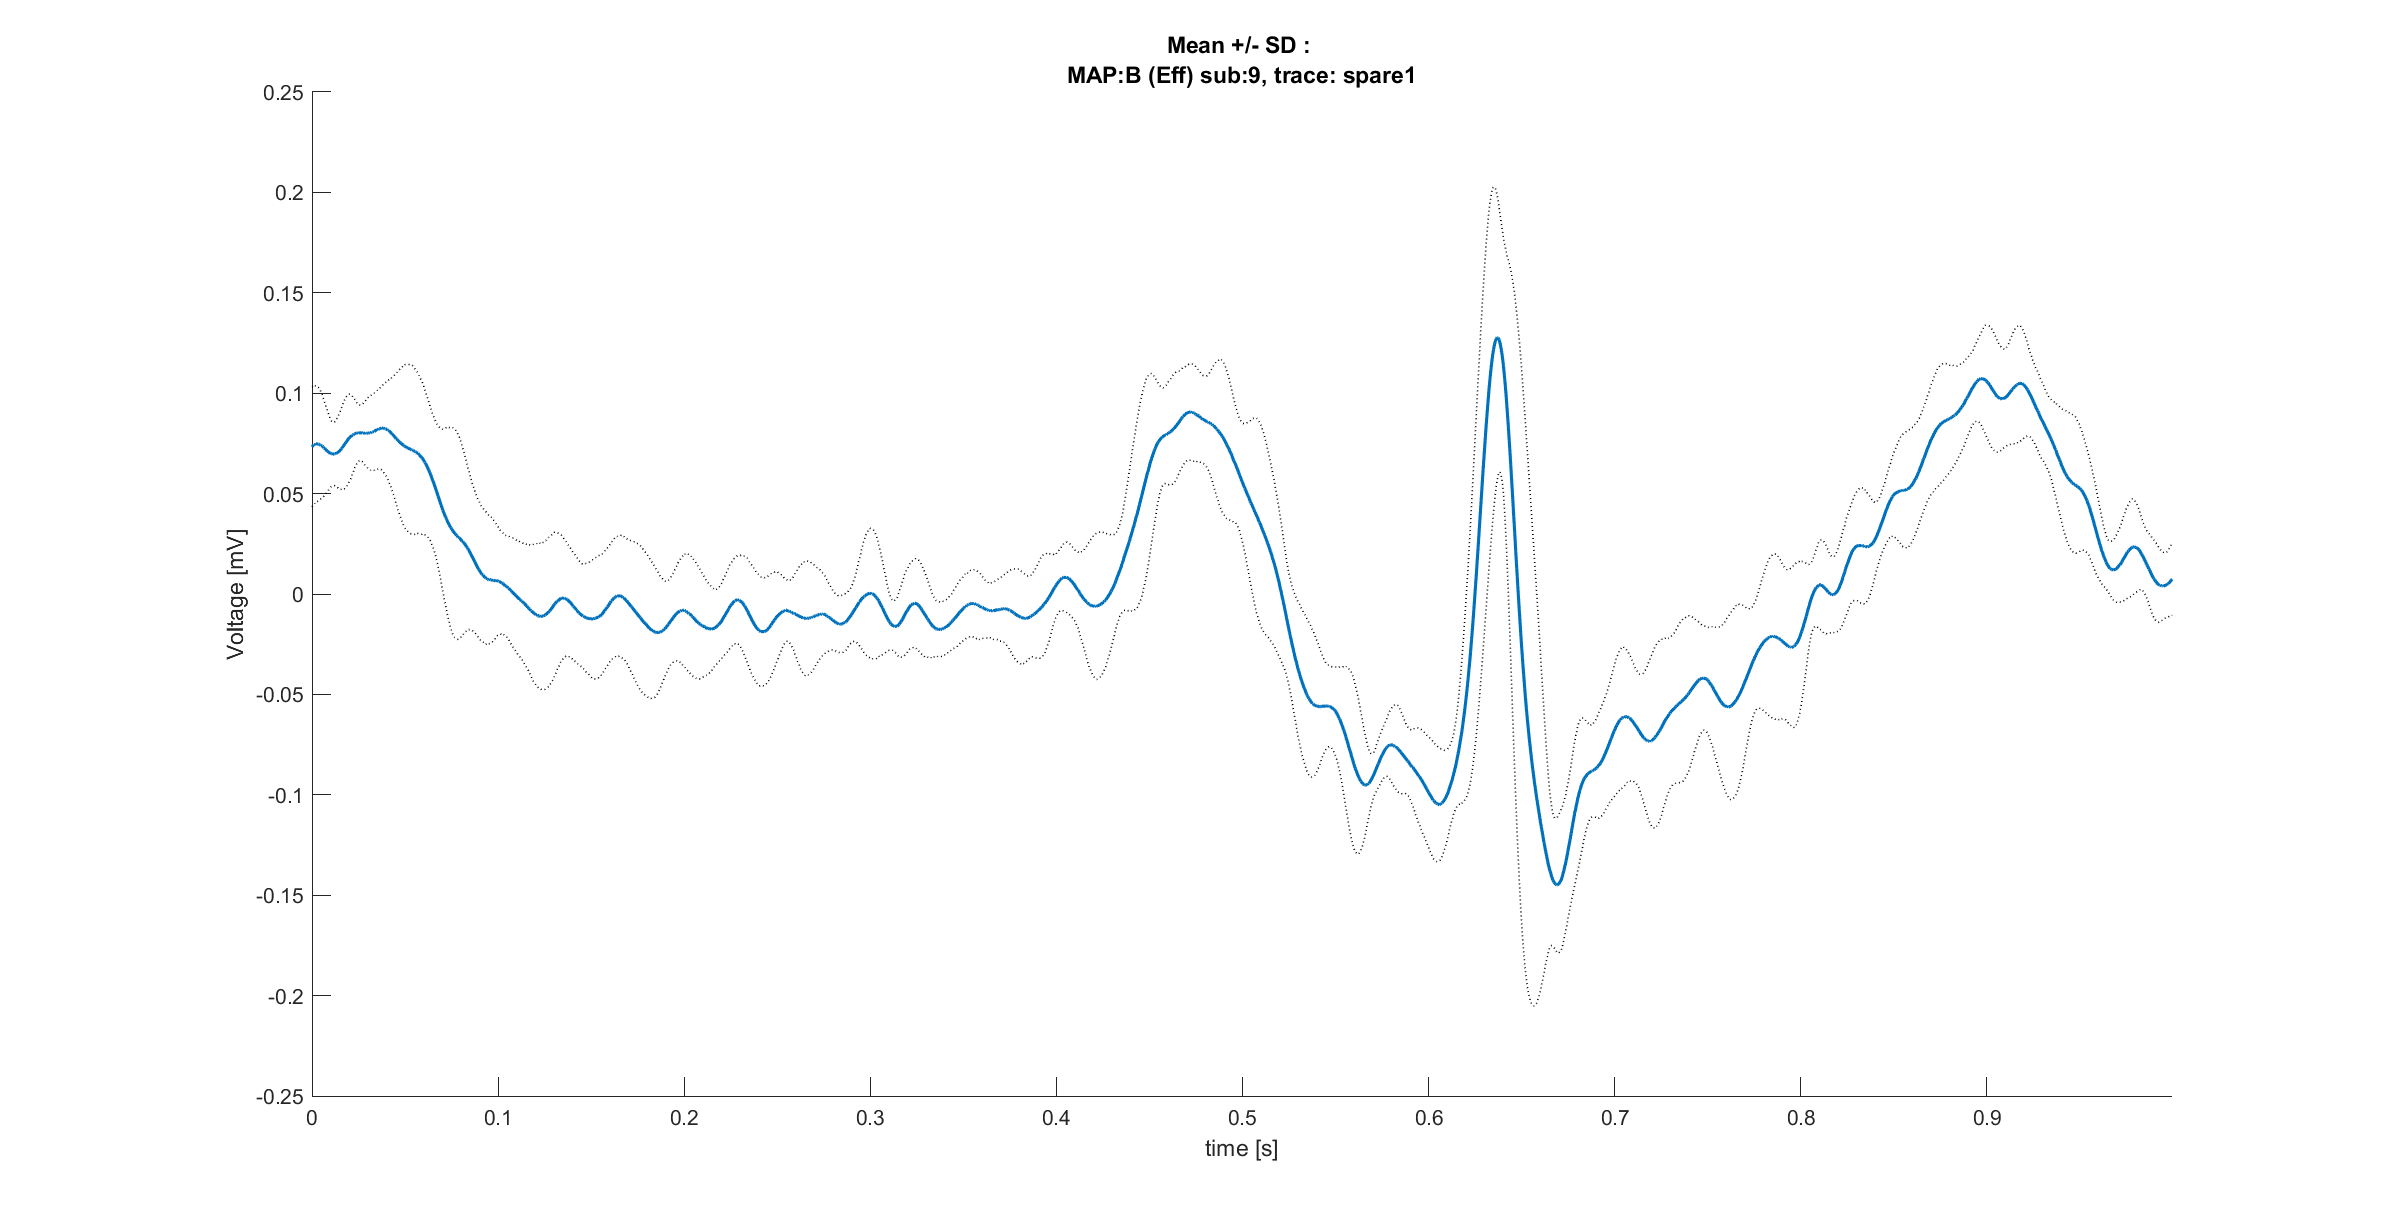 Mean +/- SD :
MAP:B (Eff) sub:9, trace: spare1
0.25
0.2
0.15
0.1
0.05
0
-0.05
-0.1
-0.15
-0.2
-0.25
Voltage [mV]
0 0.1 0.2 0.3 0.4 0.5 0.6 0.7 0.8 0.9
time [s]